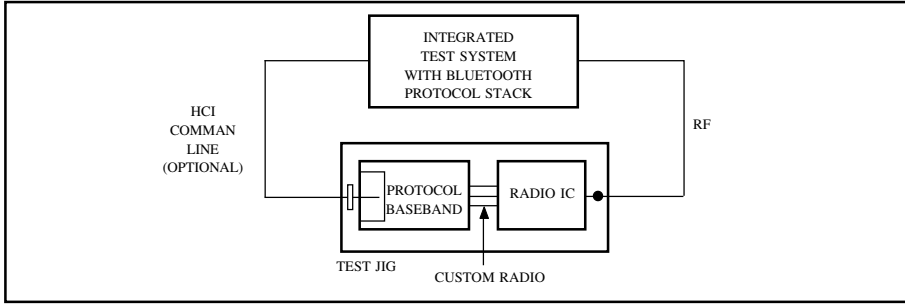 INTEGRATED
TEST SYSTEM
WITH BLUETOOTH
PROTOCOL STACK
HCI
COMMAN
LINE
(OPTIONAL)
RF
PROTOCOL
BASEBAND
RADIO IC
TEST JIG
CUSTOM RADIO